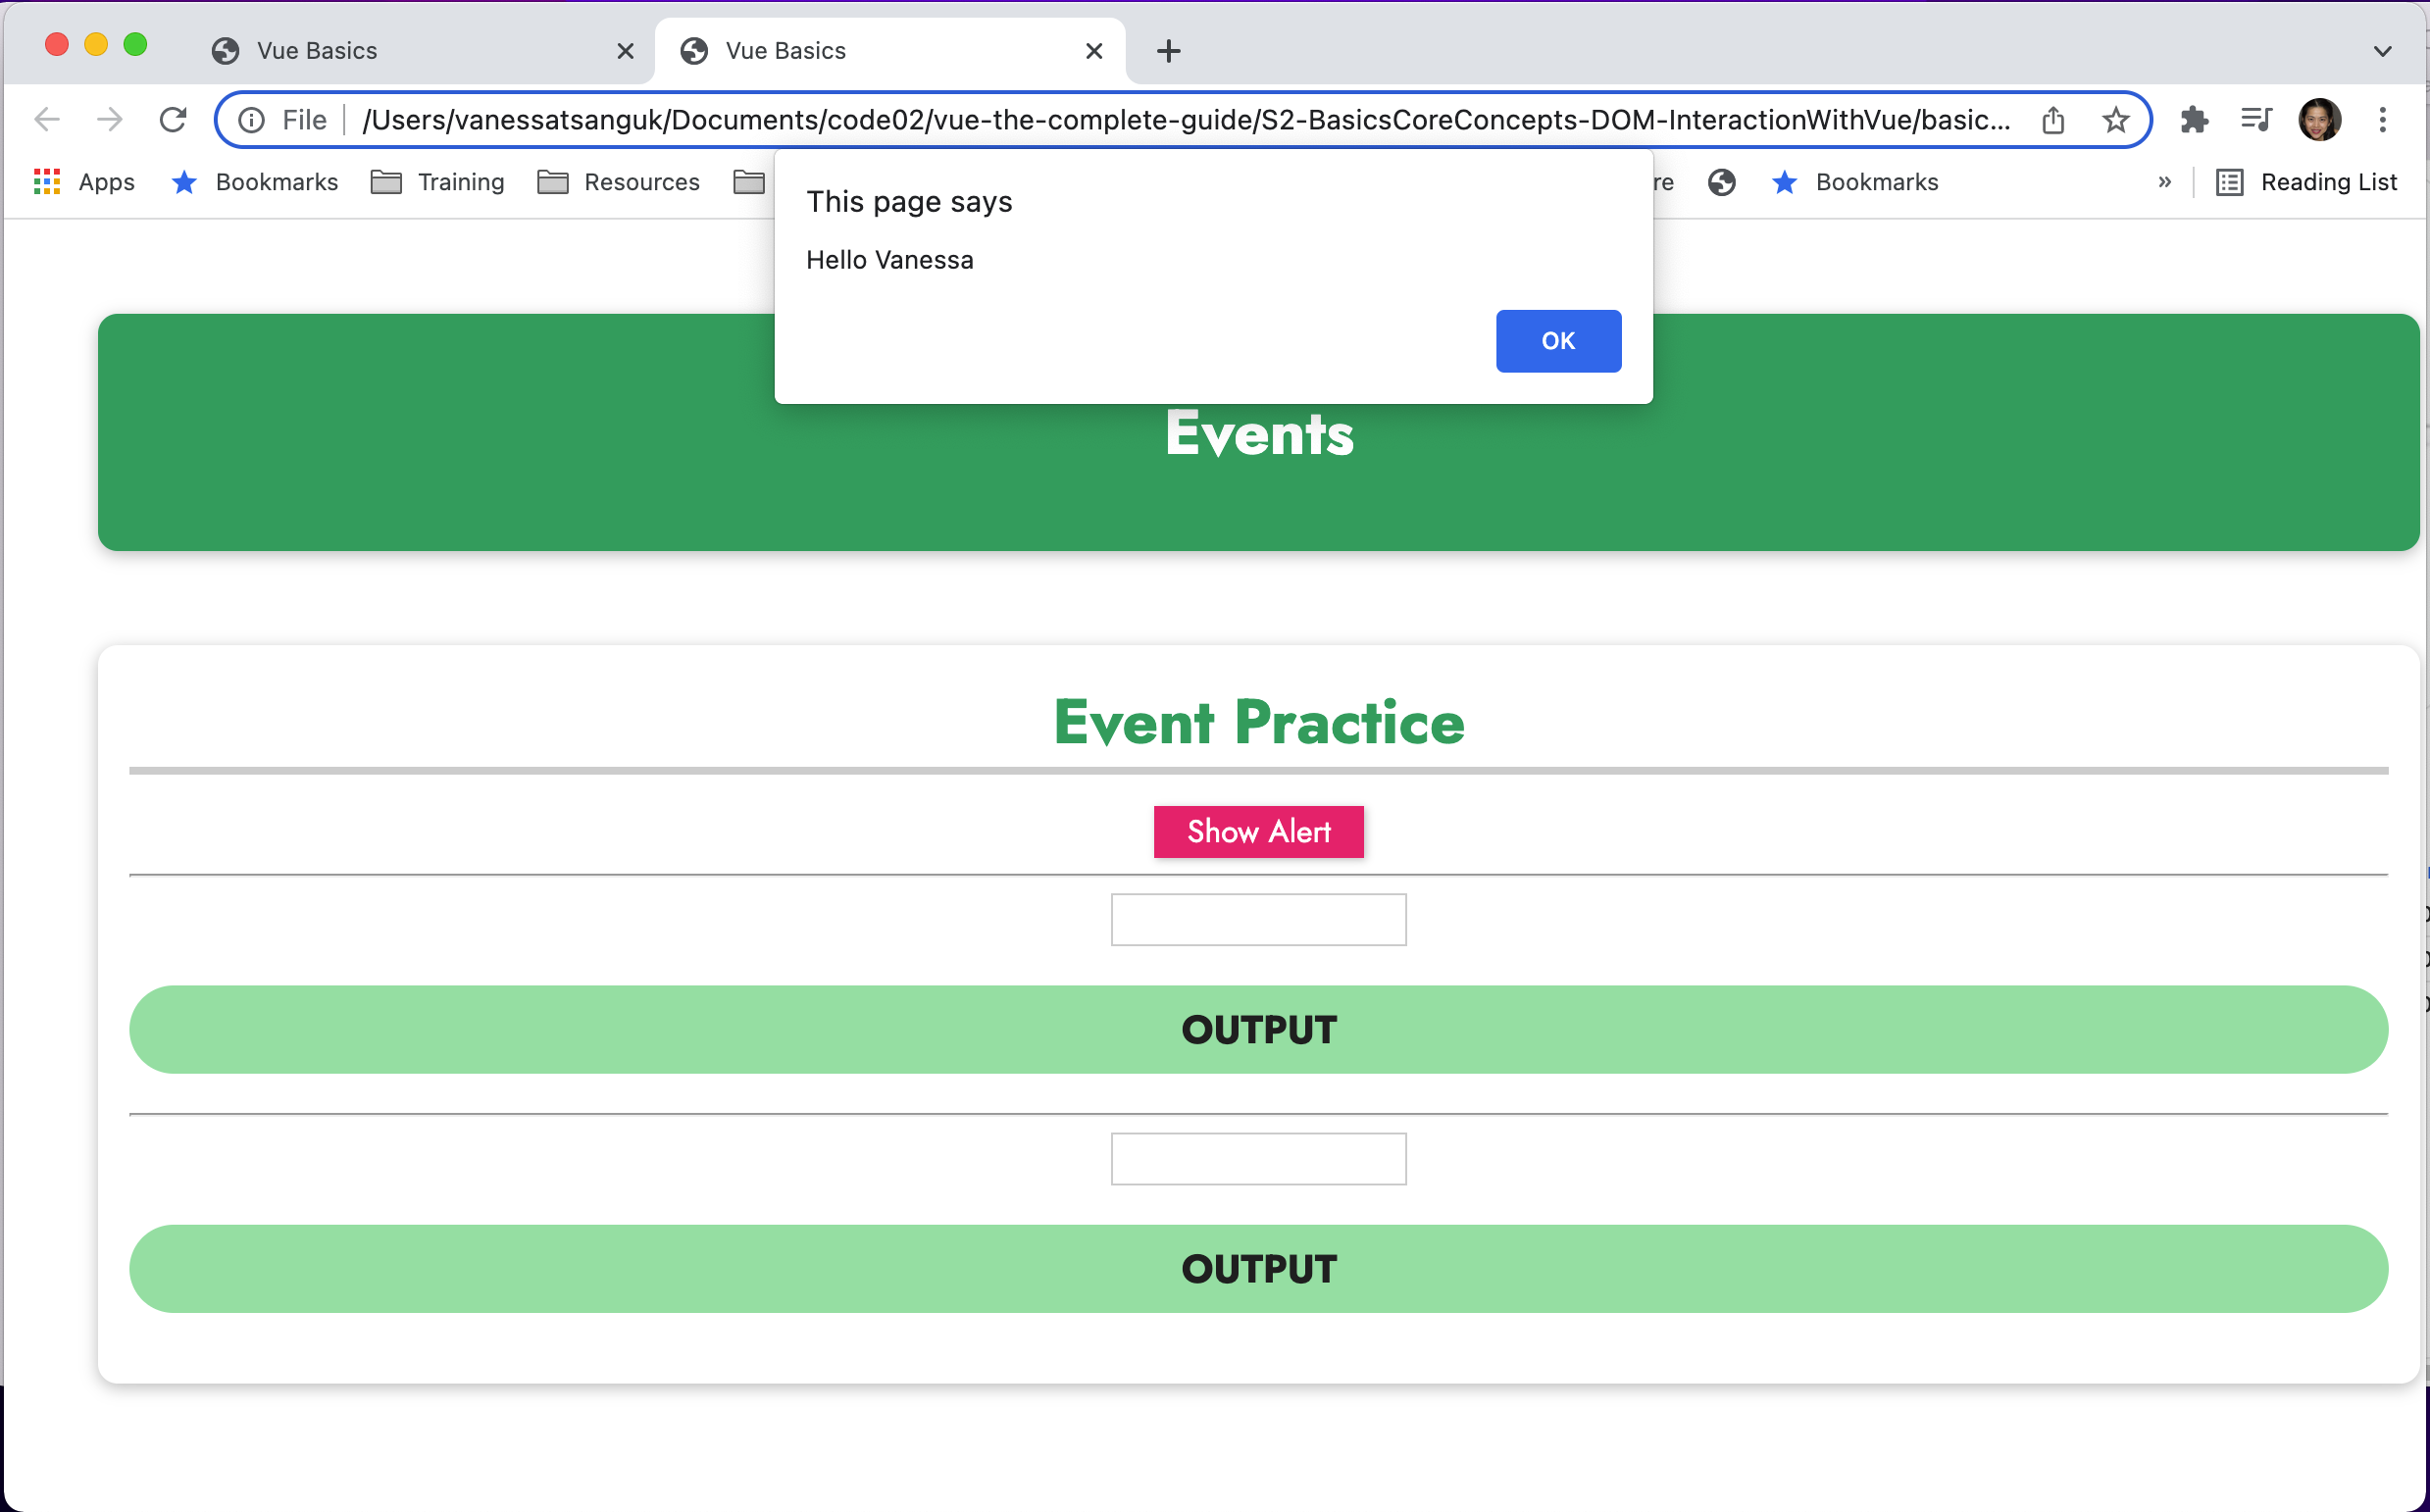 Vue Basics
Vue Basics
File
/Users/vanessatsanguk/Documents/code02/vue-the-complete-guide/S2-BasicsCoreConcepts-DOM-InteractionWithVue/basic...
Apps
Bookmarks
Training
Resources
re
Bookmarks
»
Reading List
This page says
Hello Vanessa
OK
Events
Event Practice
Show Alert
OUTPUT
OUTPUT